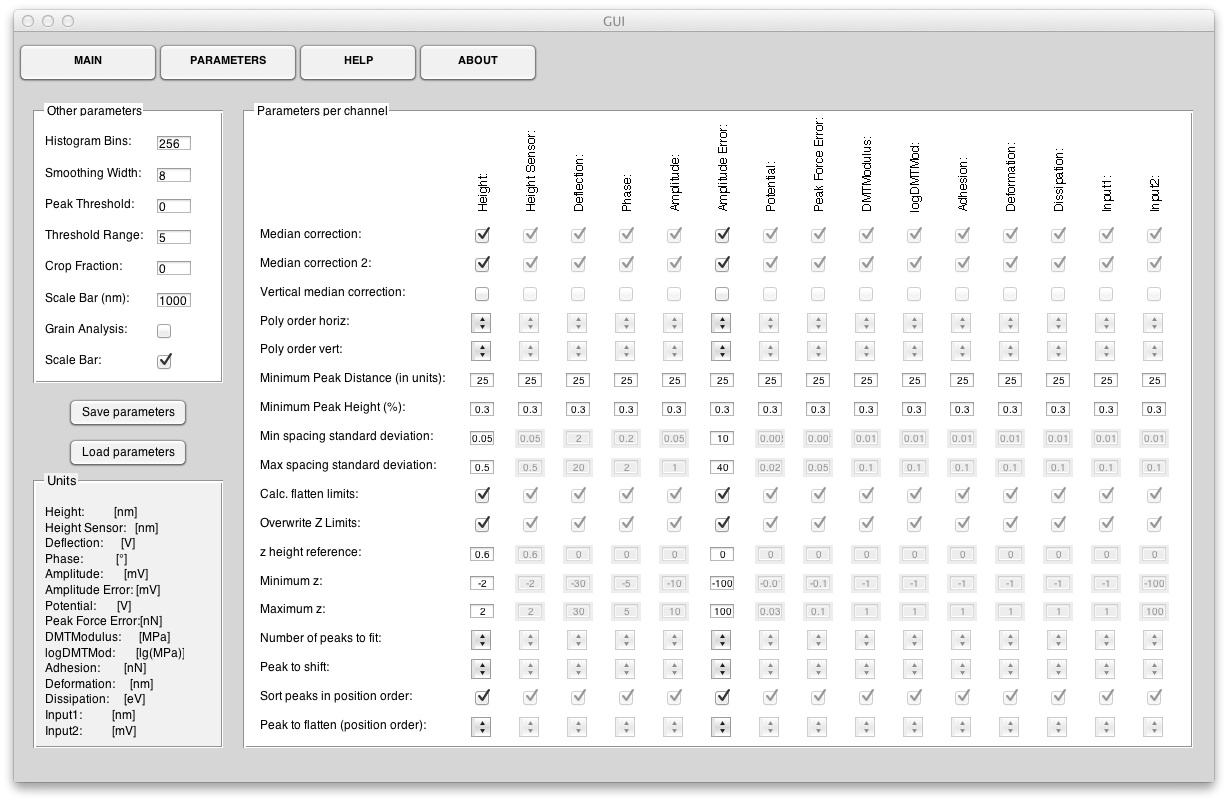 GUI
MAIN PARAMETERS HELP ABOUT
Other parameters
Histogram Bins: 256
Smoothing Width: 8
Peak Threshold: 0
Threshold Range: 5
Crop Fraction: 0
Scale Bar (nm): 1000
Grain Analysis:
Scale Bar:
Save parameters
Load parameters
Units
Height: [nm]
Height Sensor: [nm]
Deflection: [V]
Phase: [°]
Amplitude: [mV]
Amplitude Error: [mV]
Potential: [V]
Peak Force Error:[nN]
DMTModulus: [MPa]
logDMTMod: [lg(MPa)]
Adhesion: [nN]
Deformation: [nm]
Dissipation: [eV]
Input1: [nm]
Input2: [mV]
Parameters per channel
Height: Height Sensor: Deflection: Phase: Amplitude: Amplitude Error: Potential: Peak Force Error: DMTModulus: logDMTMod: Adhesion: Deformation: Dissipation: Input1: Input2:
Median correction:
Median correction 2:
Vertical median correction:
Poly order horiz:
Poly order vert:
Minimum Peak Distance (in units): 25 25 25 25 25 25 25 25 25 25 25 25 25 25 25
Minimum Peak Height (%): 0.3 0.3 0.3 0.3 0.3 0.3 0.3 0.3 0.3 0.3 0.3 0.3 0.3 0.3 0.3
Min spacing standard deviation: 0.05 0.05 2 0.2 0.05 10 0.00 0.00 0.01 0.01 0.01 0.01 0.01 0.01 0.01
Max spacing standard deviation: 0.5 0.5 20 2 1 40 0.02 0.05 0.1 0.1 0.1 0.1 0.1 0.1 0.1
Calc. flatten limits:
Overwrite Z Limits:
z height reference: 0.6 0.6 0 0 0 0 0 0 0 0 0 0 0 0 0
Minimum z: -2 -2 -30 -5 -10 -100 -0.0 -0.1 -1 -1 -1 -1 -1 -1 -100
Maximum z: 2 2 30 5 10 100 0.03 0.1 1 1 1 1 1 1 100
Number of peaks to fit:
Peak to shift:
Sort peaks in position order:
Peak to flatten (position order):